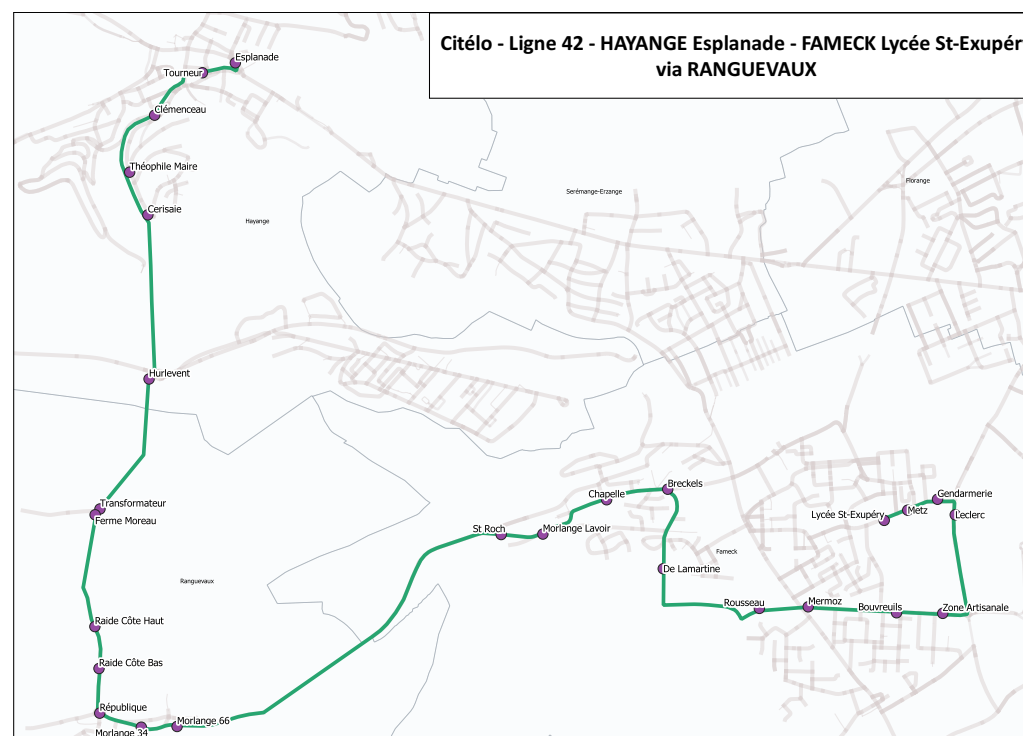 Citélo - Ligne 42 - HAYANGE Esplanade - FAMECK Lycée St-Exupér
via RANGUEVAUX
Esplanade
Tourneur
Clémenceau
Théophile Maire
Cerisaie
Hayange
Serémange-Erzange
Florange
Hurlevent
Transformateur
Ferme Moreau
Ranguevaux
Raide Côte Haut
Raide Côte Bas
République
Morlange 34
Morlange 66
St Roch
Morlange Lavoir
Chapelle
Breckels
De Lamartine
Fameck
Rousseau
Mermoz
Bouvreuils
Zone Artisanale
Leclerc
Gendarmerie
Metz
Lycée St-Exupéry